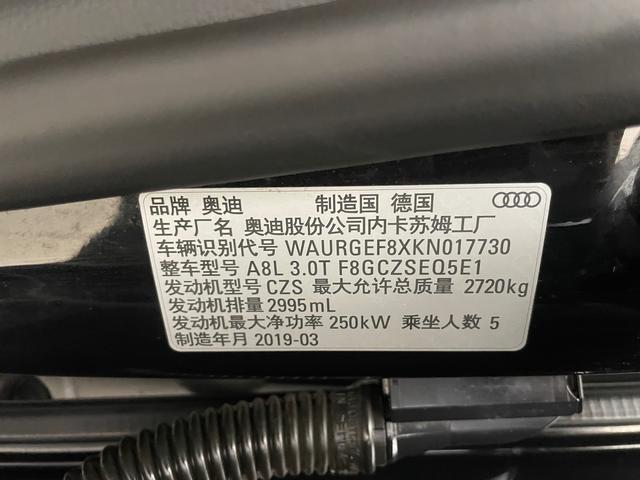 品牌 奥迪 制造国 德国
生产厂名 奥迪股份公司内卡苏姆工厂
车辆识别代号 WAURGEF8XKN017730
整车型号 A8L 3.0T F8GCZSEQ5E1
发动机型号 CZS 最大允许总质量 2720kg
发动机排量 2995mL
发动机最大净功率 250kW 乘坐人数 5
制造年月 2019-03